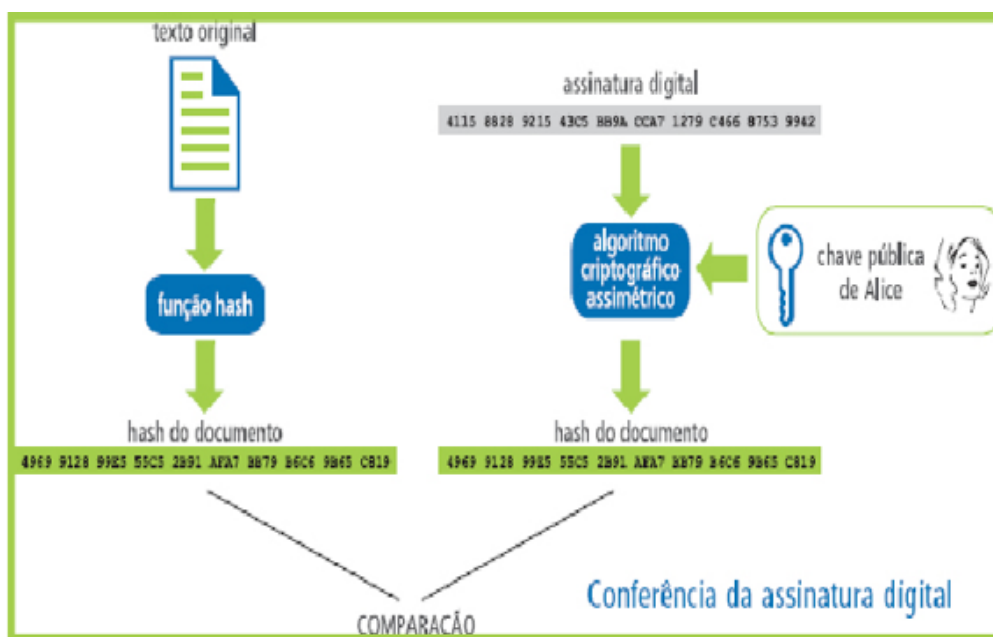 texto original
função hash
hash do documento
4969 9128 99E5 55C5 2B91 AFA7 BB79 B6C6 9B65 C819
assinatura digital
4115 8828 9215 43C5 BB9A CCA7 1279 C466 8753 9942
algoritmo
criptográfico
assimétrico
chave pública
de Alice
hash do documento
4969 9128 99E5 55C5 2B91 AFA7 BB79 B6C6 9B65 C819
COMPARACÃO
Conferência da assinatura digital